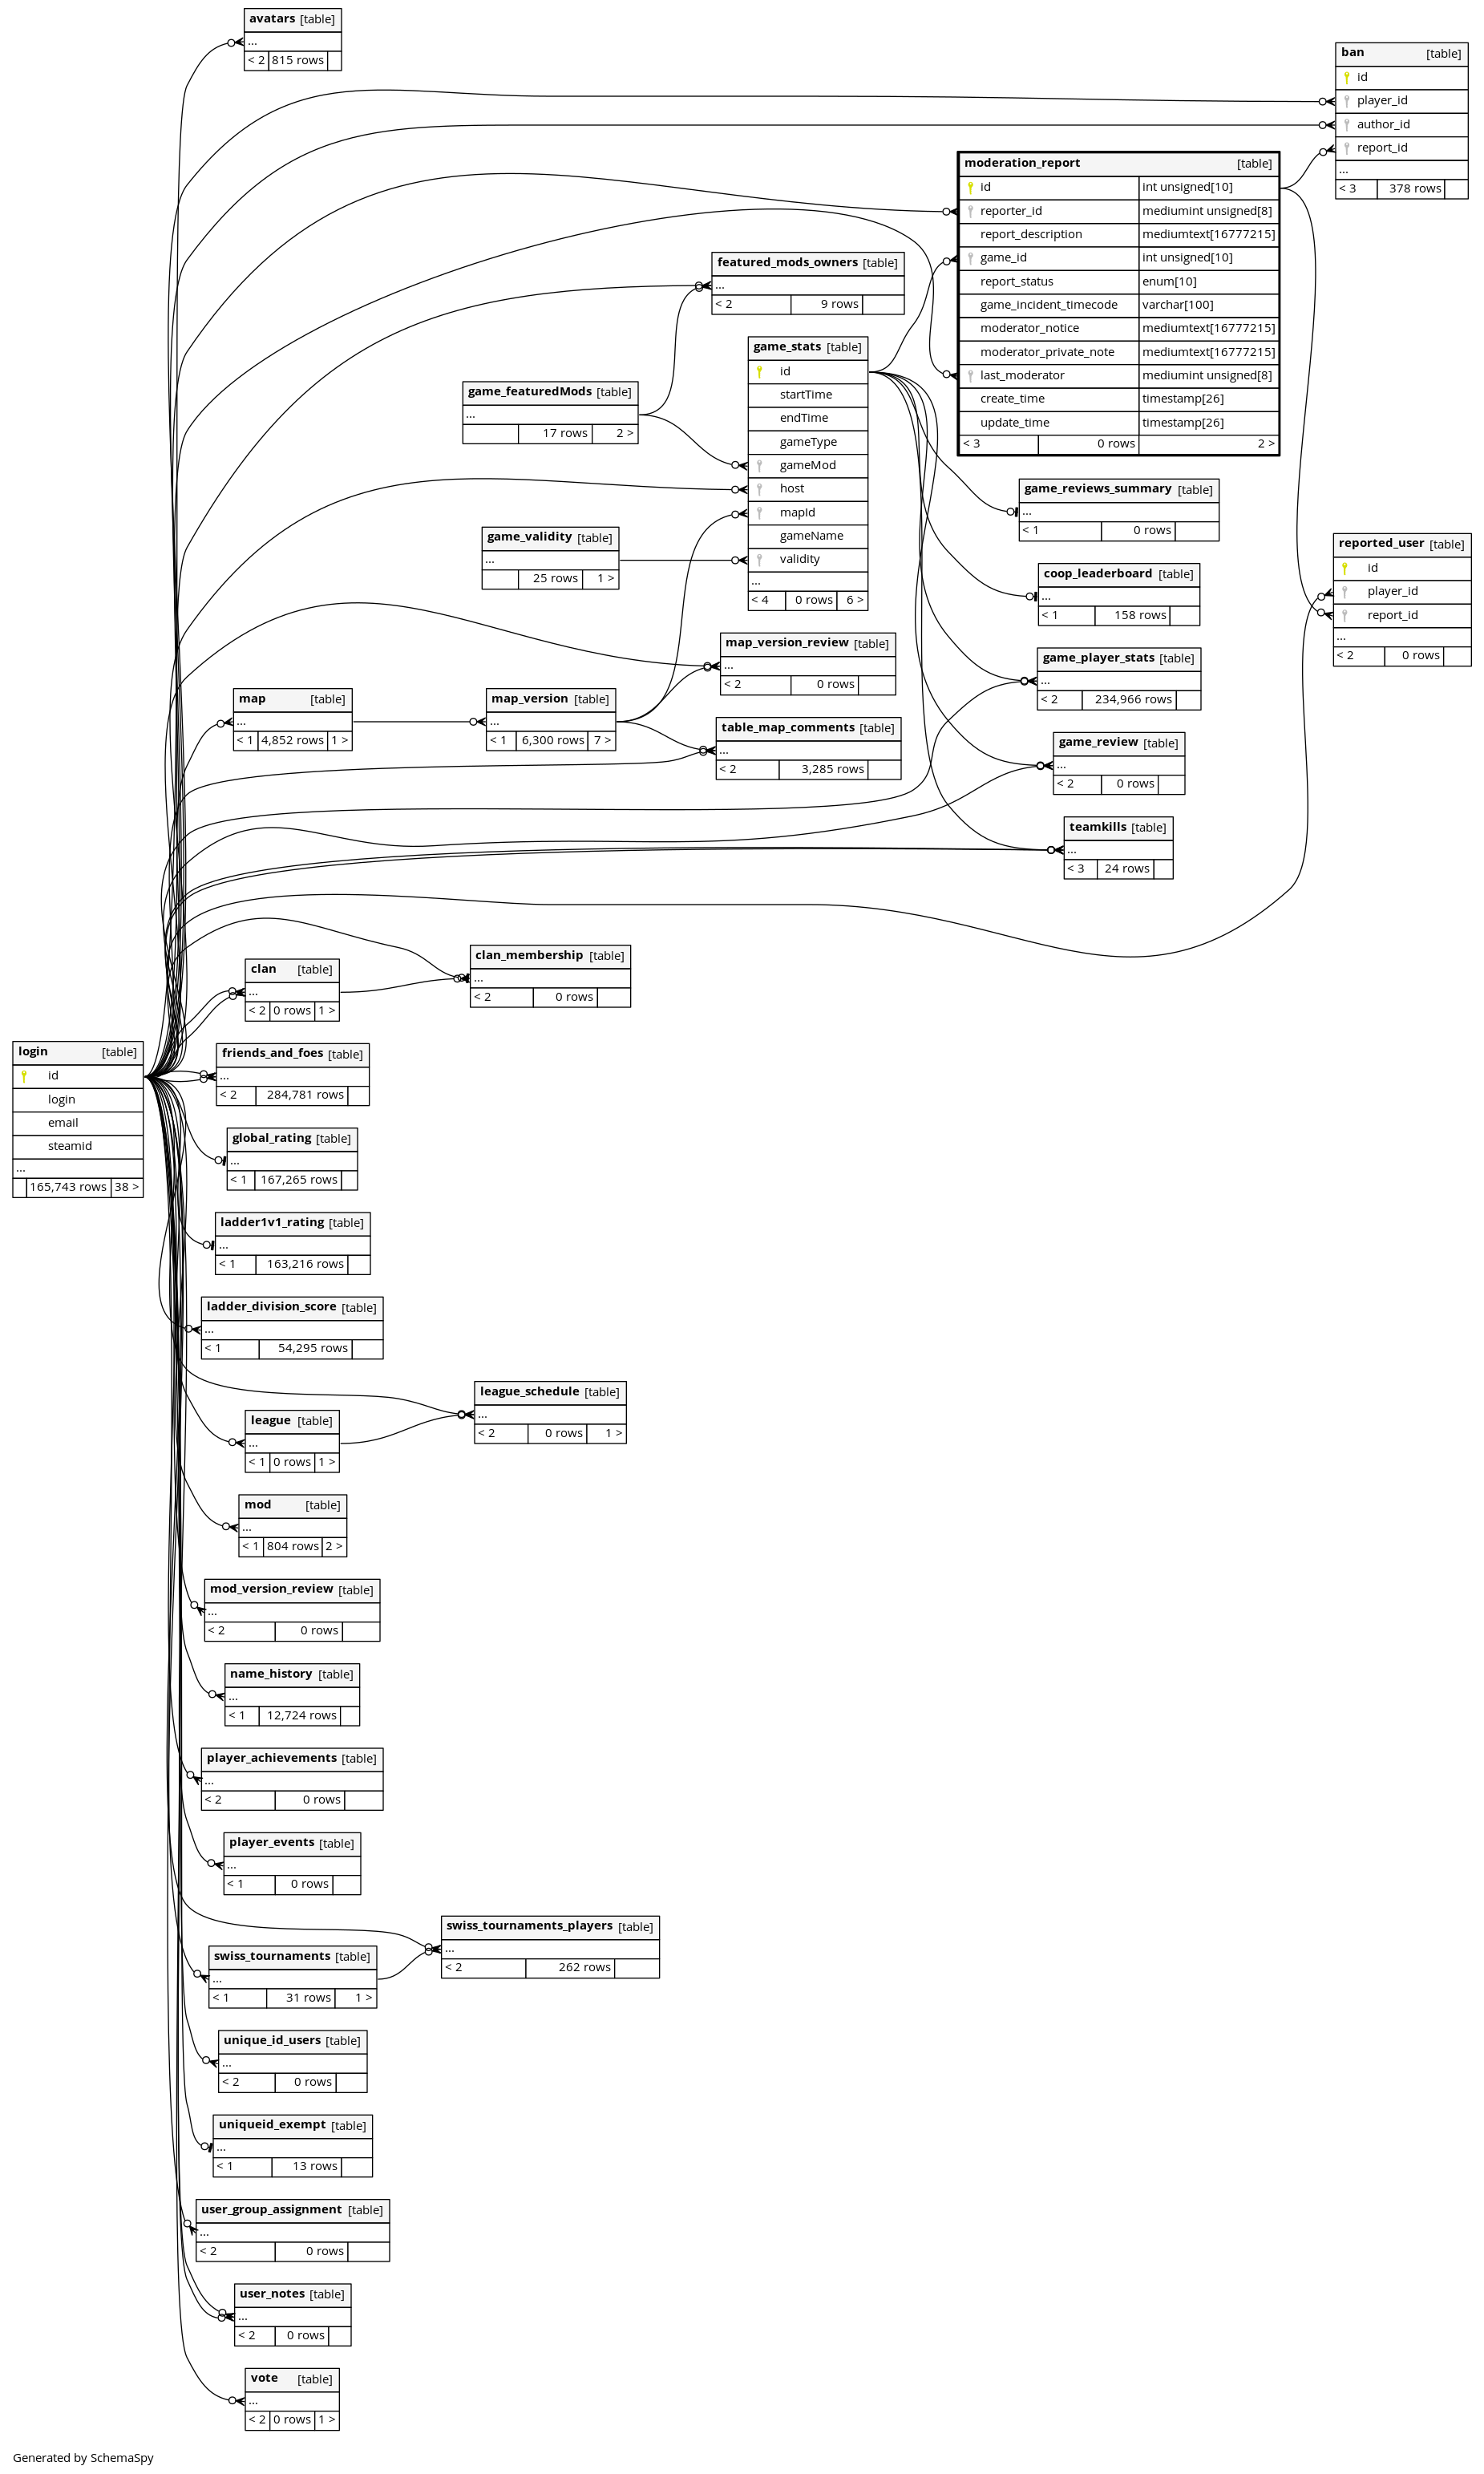 avatars [table]
...
< 2 815 rows
ban [table]
id
player_id
author_id
report_id
...
< 3 378 rows
moderation_report [table]
id int unsigned[10]
reporter_id mediumint unsigned[8]
report_description mediumtext[16777215]
game_id int unsigned[10]
report_status enum[10]
game_incident_timecode varchar[100]
moderator_notice mediumtext[16777215]
moderator_private_note mediumtext[16777215]
last_moderator mediumint unsigned[8]
create_time timestamp[26]
update_time timestamp[26]
< 3 0 rows 2 >
featured_mods_owners [table]
...
< 2 9 rows
game_stats [table]
id
startTime
endTime
gameType
gameMod
host
mapId
gameName
validity
...
< 4 0 rows 6 >
game_featuredMods [table]
...
17 rows 2 >
game_reviews_summary [table]
...
< 1 0 rows
game_validity [table]
...
25 rows 1 >
reported_user [table]
id
player_id
report_id
...
< 2 0 rows
coop_leaderboard [table]
...
< 1 158 rows
map_version_review [table]
...
< 2 0 rows
game_player_stats [table]
...
< 2 234,966 rows
map [table]
...
< 1 4,852 rows 1 >
map_version [table]
...
< 1 6,300 rows 7 >
table_map_comments [table]
...
< 2 3,285 rows
game_review [table]
...
< 2 0 rows
teamkills [table]
...
< 3 24 rows
clan_membership [table]
...
< 2 0 rows
clan [table]
...
< 2 0 rows 1 >
login [table]
id
login
email
steamid
...
165,743 rows 38 >
friends_and_foes [table]
...
< 2 284,781 rows
global_rating [table]
...
< 1 167,265 rows
ladder1v1_rating [table]
...
< 1 163,216 rows
ladder_division_score [table]
...
< 1 54,295 rows
league_schedule [table]
...
< 2 0 rows 1 >
league [table]
...
< 1 0 rows 1 >
mod [table]
...
< 1 804 rows 2 >
mod_version_review [table]
...
< 2 0 rows
name_history [table]
...
< 1 12,724 rows
player_achievements [table]
...
< 2 0 rows
player_events [table]
...
< 1 0 rows
swiss_tournaments_players [table]
...
< 2 262 rows
swiss_tournaments [table]
...
< 1 31 rows 1 >
unique_id_users [table]
...
< 2 0 rows
uniqueid_exempt [table]
...
< 1 13 rows
user_group_assignment [table]
...
< 2 0 rows
user_notes [table]
...
< 2 0 rows
vote [table]
...
< 2 0 rows 1 >
Generated by SchemaSpy